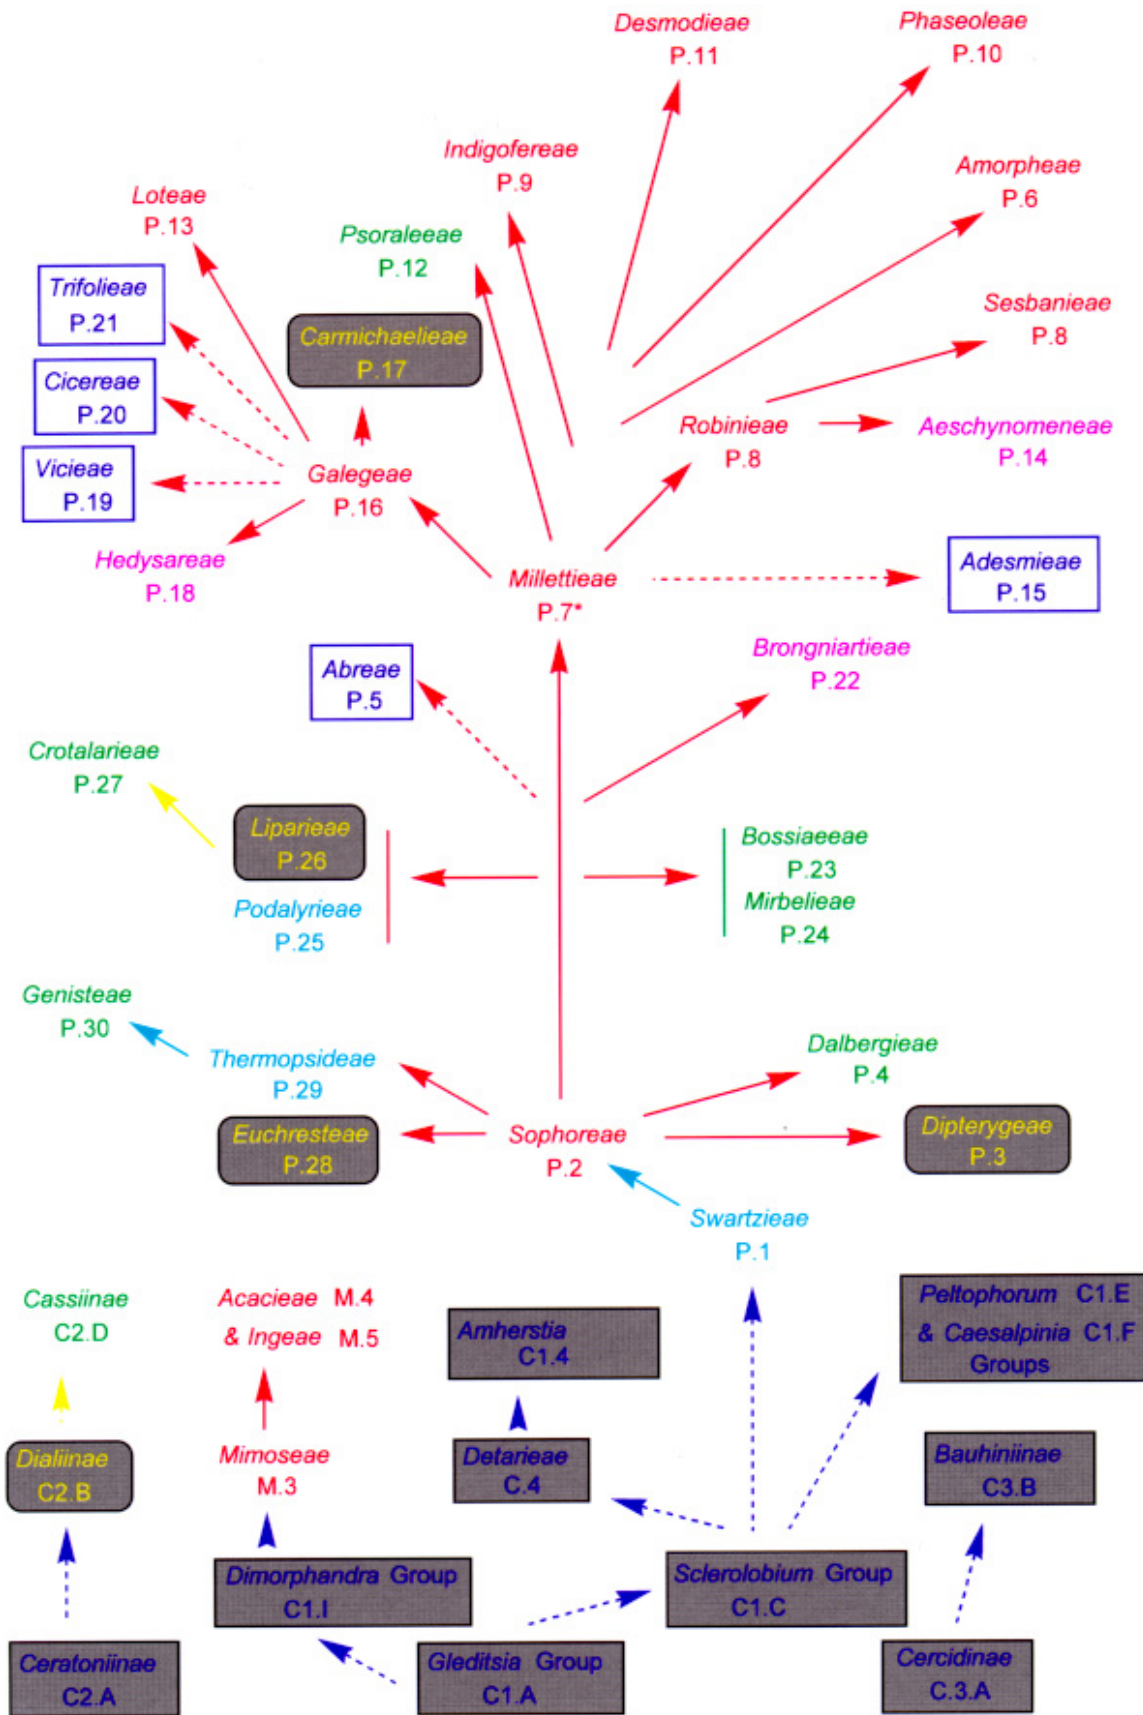 Desmodieae
P.11
Phaseoleae
P.10
Indigofereae
P.9
Amorpheae
P.6
Loteae
P.13
Psoraleeae
P.12
Trifolieae
P.21
Carmichaelieae
P.17
Sesbanieae
P.8
Cicereae
P.20
Robinieae
P.8
Aeschynomeneae
P.14
Vicieae
P.19
Galegeae
P.16
Hedysareae
P.18
Millettieae
P.7*
Adesmieae
P.15
Abreae
P.5
Brongniartieae
P.22
Crotalarieae
P.27
Liparieae
P.26
Podalyrieae
P.25
Bossiaeeae
P.23
Mirbelieae
P.24
Genisteae
P.30
Thermopsideae
P.29
Dalbergieae
P.4
Euchresteae
P.28
Sophoreae
P.2
Dipterygeae
P.3
Swartzieae
P.1
Cassiinae
C2.D
Acacieae M.4
& Ingeae M.5
Amherstia
C1.4
Peltophorum C1.E
& Caesalpinia C1.F
Groups
Dialiinae
C2.B
Mimoseae
M.3
Detarieae
C.4
Bauhiniinae
C3.B
Dimorphandra Group
C1.I
Sclerolobium Group
C1.C
Ceratoniinae
C2.A
Gleditsia Group
C1.A
Cercidinae
C.3.A